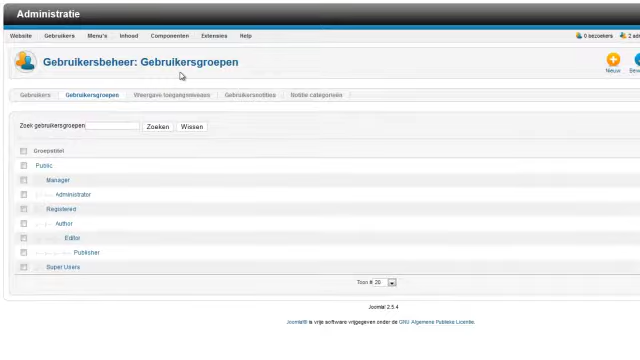 Administratie
Website Gebruikers Menu's Inhoud Componenten Extensies Help 0 bezoekers 2
Gebruikersbeheer: Gebruikersgroepen
Nieuw
Gebruikers Gebruikersgroepen Weergave toegangsniveaus Gebruikersnotities Notitie categorieën
Zoek gebruikersgroepen Zoeken Wissen
Groepstitel
Public
Manager
Administrator
Registered
Author
Editor
Publisher
Super Users
Toon # 20
Joomla! 2.5.4
Joomla!® is vrije software vrijgegeven onder de GNU Algemene Publieke Licentie.